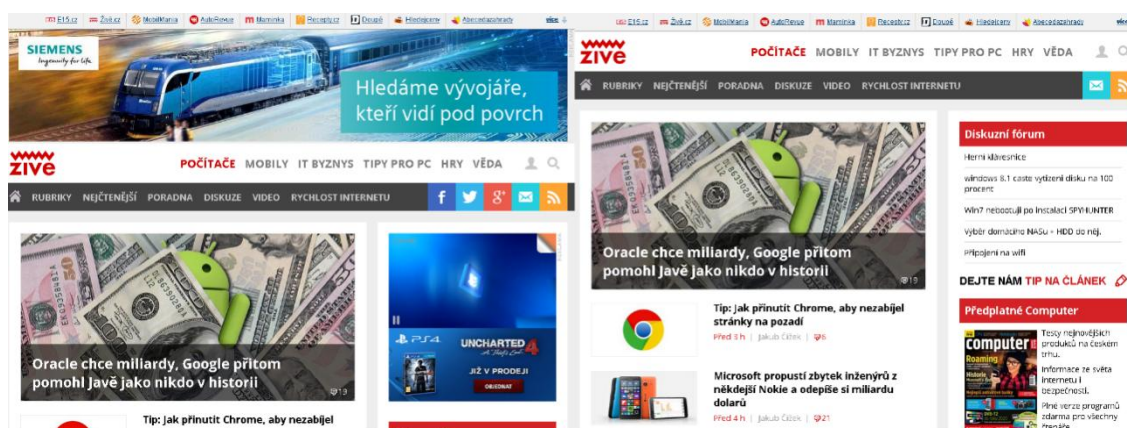 E15.cz Živě.cz MobilMania AutoRevue Maminka Recepty.cz Doupě Hledejceny Abecedazahrady více
SIEMENS
Ingenuity for life
Hledáme vývojáře,
kteří vidí pod povrch
živě
POČÍTAČE MOBILY IT BYZNYS TIPY PRO PC HRY VĚDA
RUBRIKY NEJČTENĚJŠÍ PORADNA DISKUZE VIDEO RYCHLOST INTERNETU
Oracle chce miliardy, Google přitom
pomohl Javě jako nikdo v historii
19
PS4
UNCHARTED 4
JIŽ V PRODEJI
OBJEDNAT
Tip: Jak přinutit Chrome, aby nezabíjel
E15.cz Živě.cz MobilMania AutoRevue Maminka Recepty.cz Doupě Hledejceny Abecedazahrady
živě
POČÍTAČE MOBILY IT BYZNYS TIPY PRO PC HRY VĚDA
RUBRIKY NEJČTENĚJŠÍ PORADNA DISKUZE VIDEO RYCHLOST INTERNETU
Oracle chce miliardy, Google přitom
pomohl Javě jako nikdo v historii
19
Tip: Jak přinutit Chrome, aby nezabíjel
stránky na pozadí
Před 3 h | Jakub Čížek | 6
Microsoft propustí zbytek inženýrů z
někdejší Nokie a odepíše si miliardu
dolarů
Před 4 h | Jakub Čížek | 21
Diskuzní fórum
Herní klávesnice
windows 8.1 caste vytizeni disku na 100
procent
Win7 nebootují po instalaci SPYHUNTER
Výběr domácího NASu + HDD do něj.
Připojení na wifi
DEJTE NÁM TIP NA ČLÁNEK
Předplatné Computer
computer
Roaming
Testy nejnovějších
produktů na českém
trhu.
Informace ze světa
internetu i
bezpečnosti.
Plné verze programů
zdarma pro všechny
čtenáře